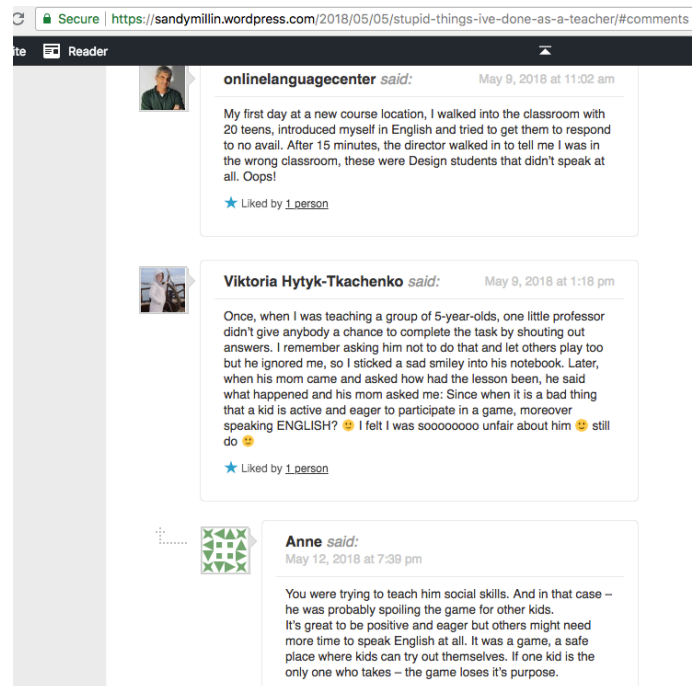 Secure | https://sandymillin.wordpress.com/2018/05/05/stupid-things-ive-done-as-a-teacher/#comments
ite Reader
onlinelanguagecenter said: May 9, 2018 at 11:02 am
My first day at a new course location, I walked into the classroom with
20 teens, introduced myself in English and tried to get them to respond
to no avail. After 15 minutes, the director walked in to tell me I was in
the wrong classroom, these were Design students that didn't speak at
all. Oops!
★ Liked by 1 person
Viktoria Hytyk-Tkachenko said: May 9, 2018 at 1:18 pm
Once, when I was teaching a group of 5-year-olds, one little professor
didn't give anybody a chance to complete the task by shouting out
answers. I remember asking him not to do that and let others play too
but he ignored me, so I sticked a sad smiley into his notebook. Later,
when his mom came and asked how had the lesson been, he said
what happened and his mom asked me: Since when it is a bad thing
that a kid is active and eager to participate in a game, moreover
speaking ENGLISH? 🙂 I felt I was soooooooo unfair about him 🙂 still
do 🙂
★ Liked by 1 person
Anne said:
May 12, 2018 at 7:39 pm
You were trying to teach him social skills. And in that case –
he was probably spoiling the game for other kids.
It's great to be positive and eager but others might need
more time to speak English at all. It was a game, a safe
place where kids can try out themselves. If one kid is the
only one who takes – the game loses it's purpose.